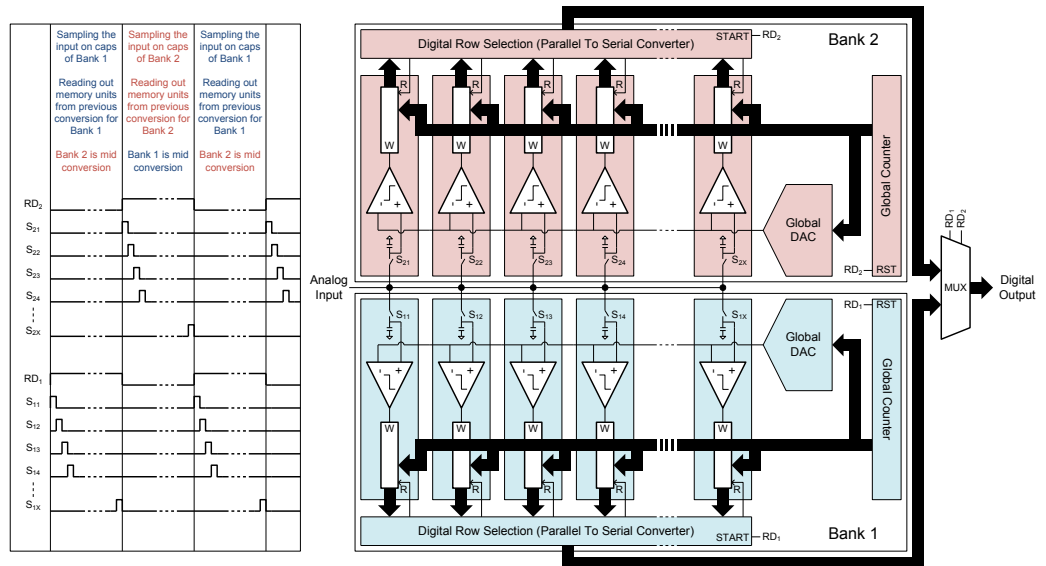 Sampling the
input on caps
of Bank 1
Reading out
memory units
from previous
conversion for
Bank 1
Bank 2 is mid
conversion
Sampling the
input on caps
of Bank 2
Reading out
memory units
from previous
conversion for
Bank 2
Bank 1 is mid
conversion
Sampling the
input on caps
of Bank 1
Reading out
memory units
from previous
conversion for
Bank 1
Bank 2 is mid
conversion
RD2
S21
S22
S23
S24
S2X
RD1
S11
S12
S13
S14
S1X
Digital Row Selection (Parallel To Serial Converter)
START
RD2
Bank 2
R
R
R
R
R
W
W
W
W
W
- +
- +
- +
- +
- +
S21
S22
S23
S24
S2X
Global
DAC
Global Counter
RD2
RST
Analog
Input
RD1
RD2
MUX
Digital
Output
S11
S12
S13
S14
S1X
- +
- +
- +
- +
- +
Global
DAC
RD1
RST
Global Counter
W
W
W
W
W
R
R
R
R
R
Digital Row Selection (Parallel To Serial Converter)
START
RD1
Bank 1